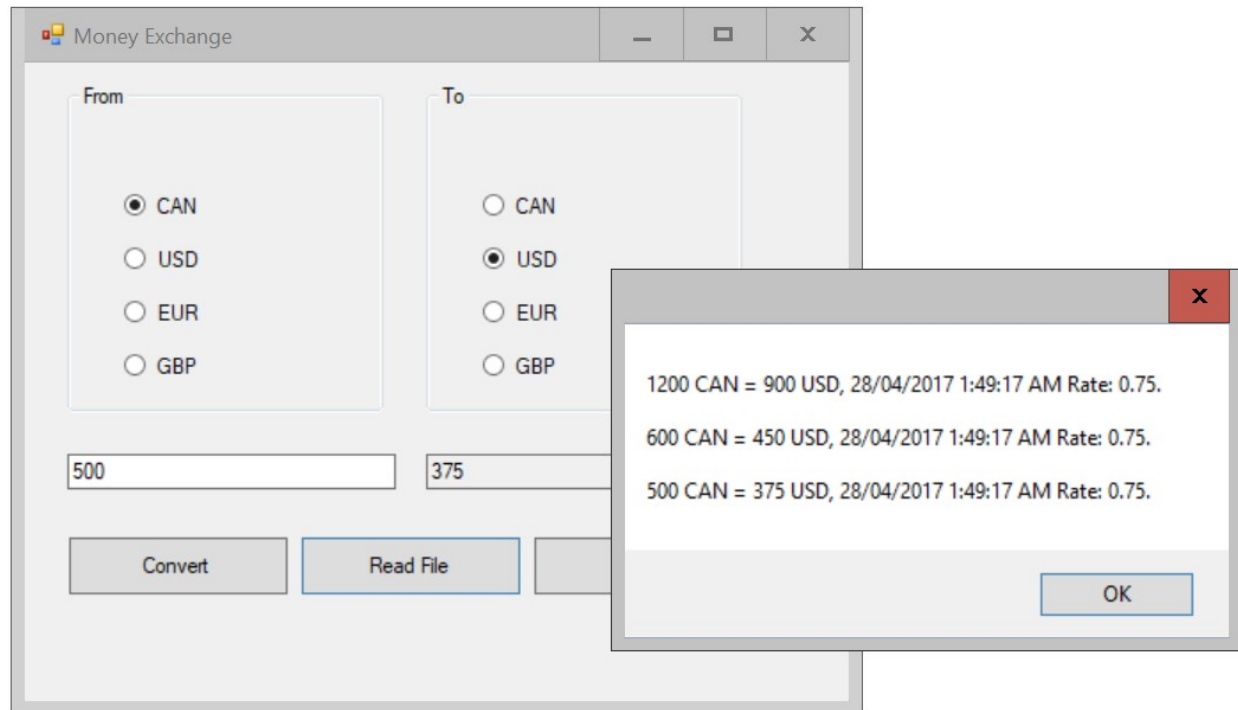 Money Exchange
From
To
CAN
CAN
USD
USD
EUR
EUR
GBP
GBP
500
375
Convert
Read File
1200 CAN = 900 USD, 28/04/2017 1:49:17 AM Rate: 0.75.
600 CAN = 450 USD, 28/04/2017 1:49:17 AM Rate: 0.75.
500 CAN = 375 USD, 28/04/2017 1:49:17 AM Rate: 0.75.
OK